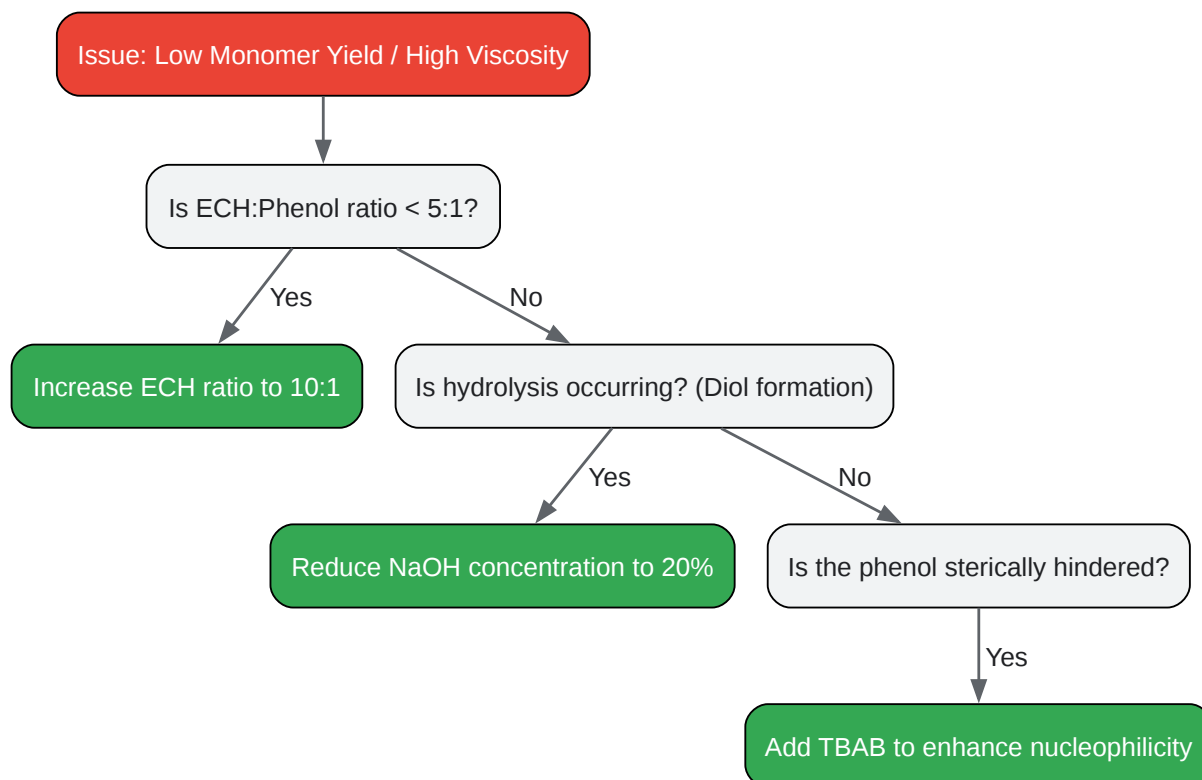 Issue: Low Monomer Yield / High Viscosity
Is ECH:Phenol ratio < 5:1?
Yes
No
Increase ECH ratio to 10:1
Is hydrolysis occurring? (Diol formation)
Yes
No
Reduce NaOH concentration to 20%
Is the phenol sterically hindered?
Yes
Add TBAB to enhance nucleophilicity